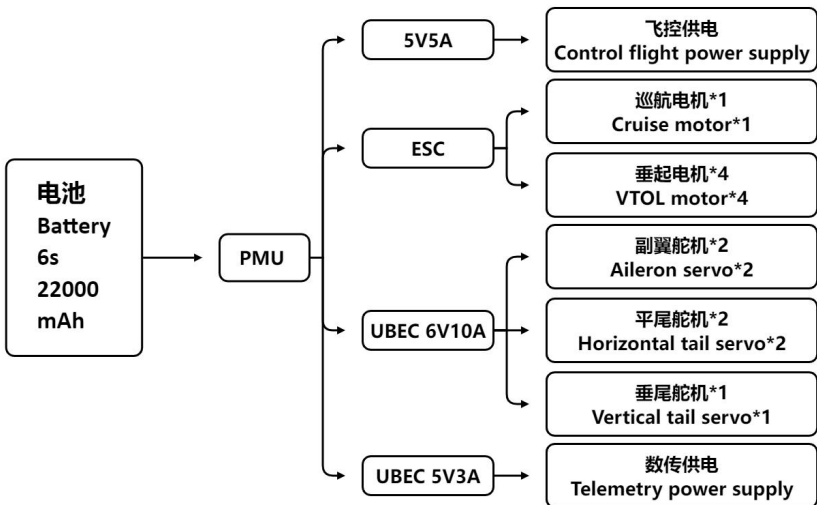 电池
Battery
6s
22000
mAh
PMU
5V5A
飞控供电
Control flight power supply
ESC
巡航电机*1
Cruise motor*1
垂起电机*4
VTOL motor*4
UBEC 6V10A
副翼舵机*2
Aileron servo*2
平尾舵机*2
Horizontal tail servo*2
垂尾舵机*1
Vertical tail servo*1
UBEC 5V3A
数传供电
Telemetry power supply